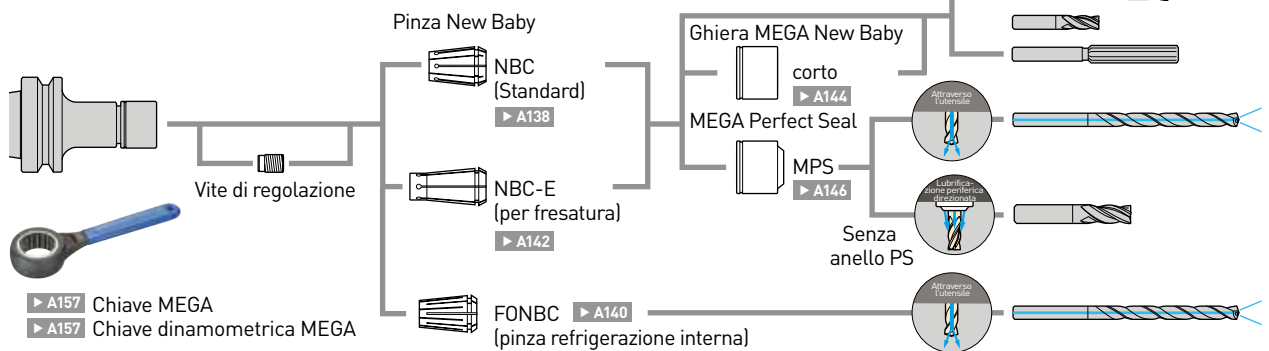 Pinza New Baby
NBC
(Standard)
▶ A138
Vite di regolazione
NBC-E
(per fresatura)
▶ A142
FONBC ▶ A140
(pinza refrigerazione interna)
▶ A157 Chiave MEGA
▶ A157 Chiave dinamometrica MEGA
Ghiera MEGA New Baby
corto
▶ A144
MEGA Perfect Seal
MPS
▶ A146
Senza
anello PS
Attraverso
l'utensile
Lubrifica-
zione periferica
direzionata
Attraverso
l'utensile